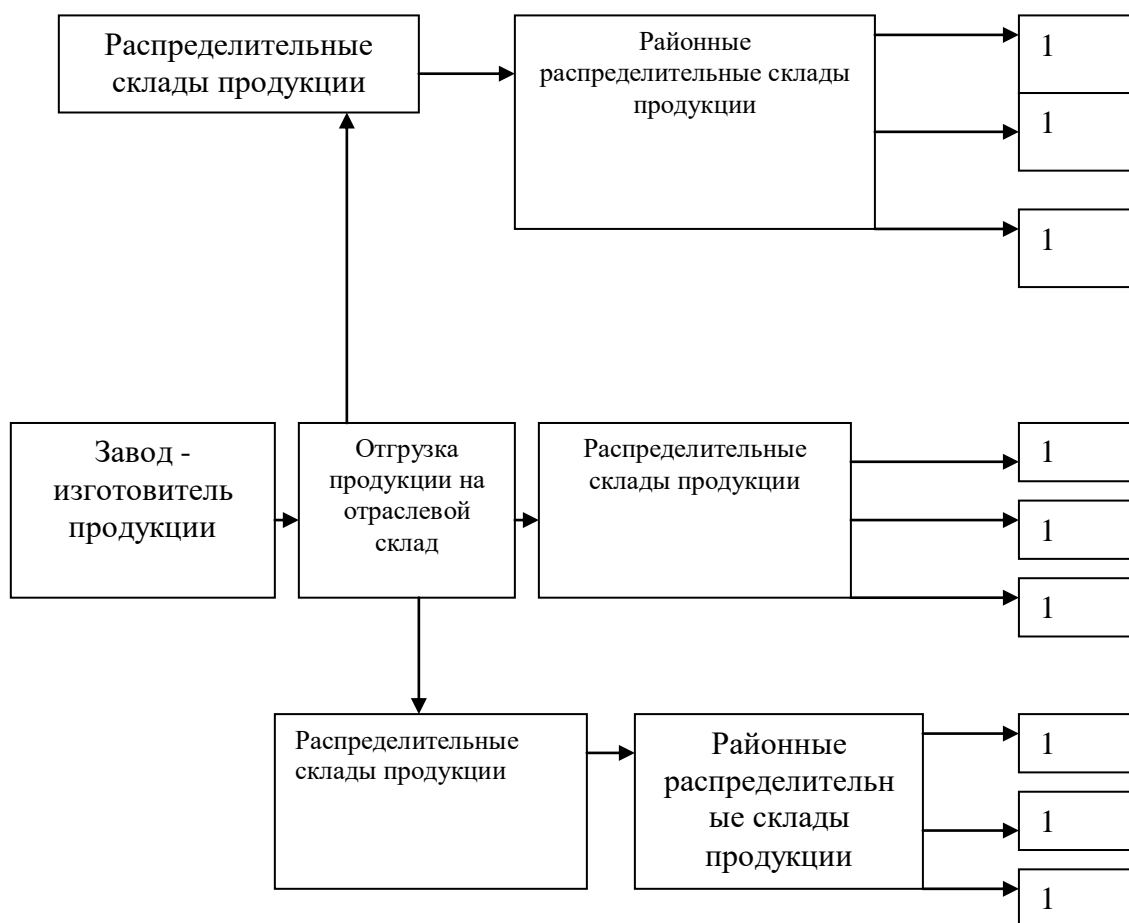 Распределительные
склады продукции
Районные
распределительные склады
продукции
1
1
1
Завод -
изготовитель
продукции
Отгрузка
продукции на
отраслевой
склад
Распределительные
склады продукции
1
1
1
Распределительные
склады продукции
Районные
распределительн
ые склады
продукции
1
1
1